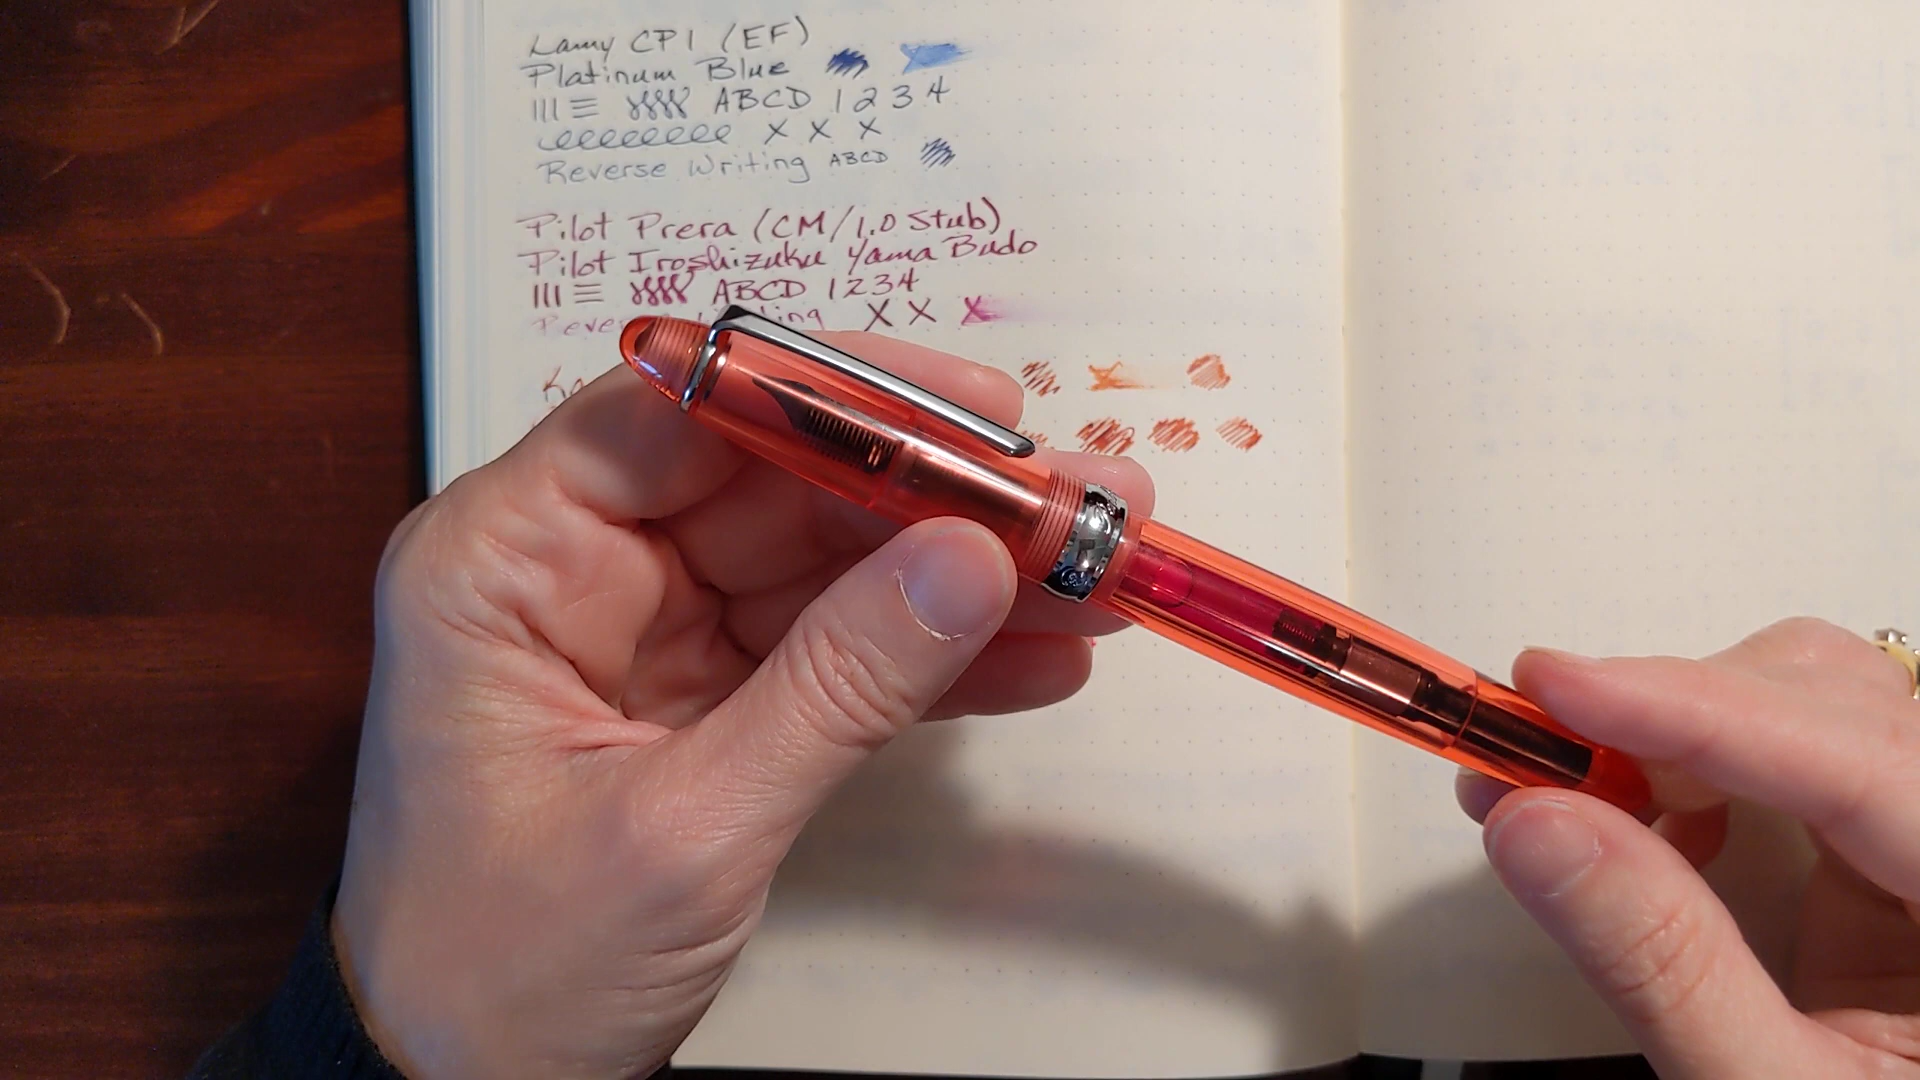 Lamy CP1 (EF)
Platinum Blue
ABCD 1234
X X X
Reverse Writing ABCD
Pilot Prera (CM/1.0 Stub)
Pilot Iroshizuku Yama Budo
ABCD 1234
X X X